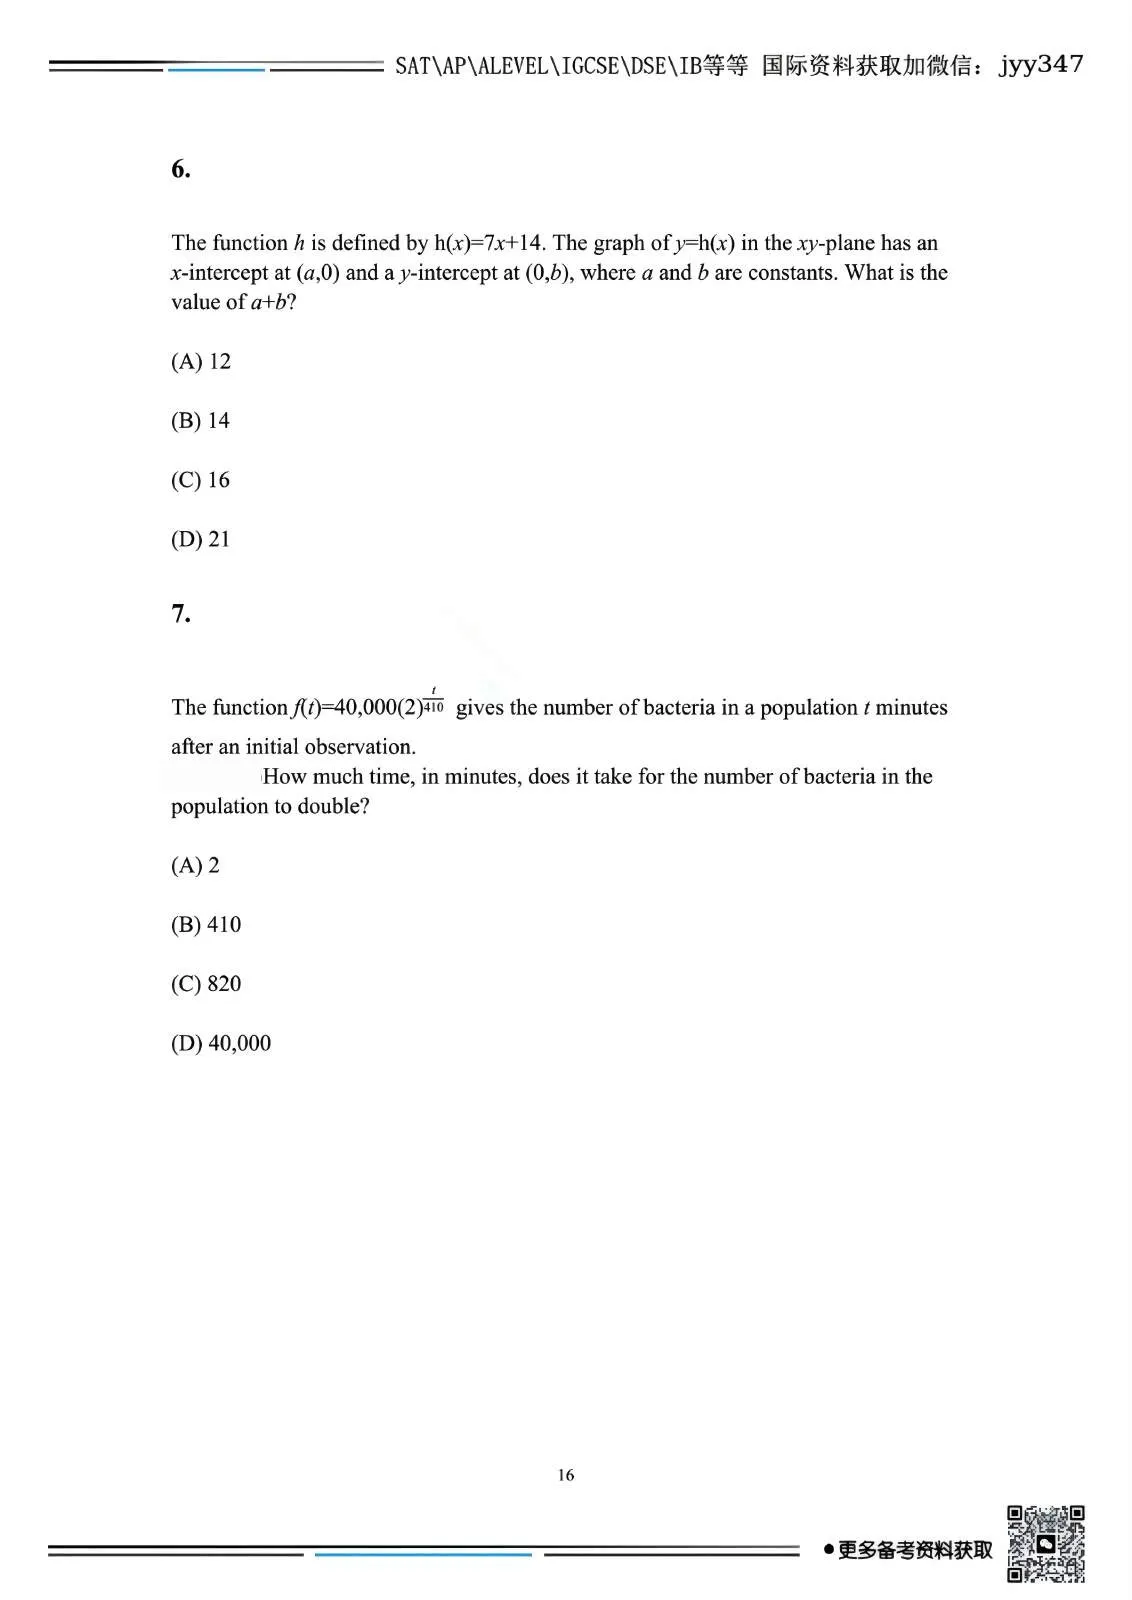 SAT\AP\ALEVEL\IGCSE\DSE\IB等等 国际资料获取加微信：jyy347
6.
The function h is defined by h(x)=7x+14. The graph of y=h(x) in the xy-plane has an
x-intercept at (a,0) and a y-intercept at (0,b), where a and b are constants. What is the
value of a+b?
(A) 12
(B) 14
(C) 16
(D) 21
7.
The function f(t)=40,000(2)^(t/410) gives the number of bacteria in a population t minutes
after an initial observation.
How much time, in minutes, does it take for the number of bacteria in the
population to double?
(A) 2
(B) 410
(C) 820
(D) 40,000
16
●更多备考资料获取